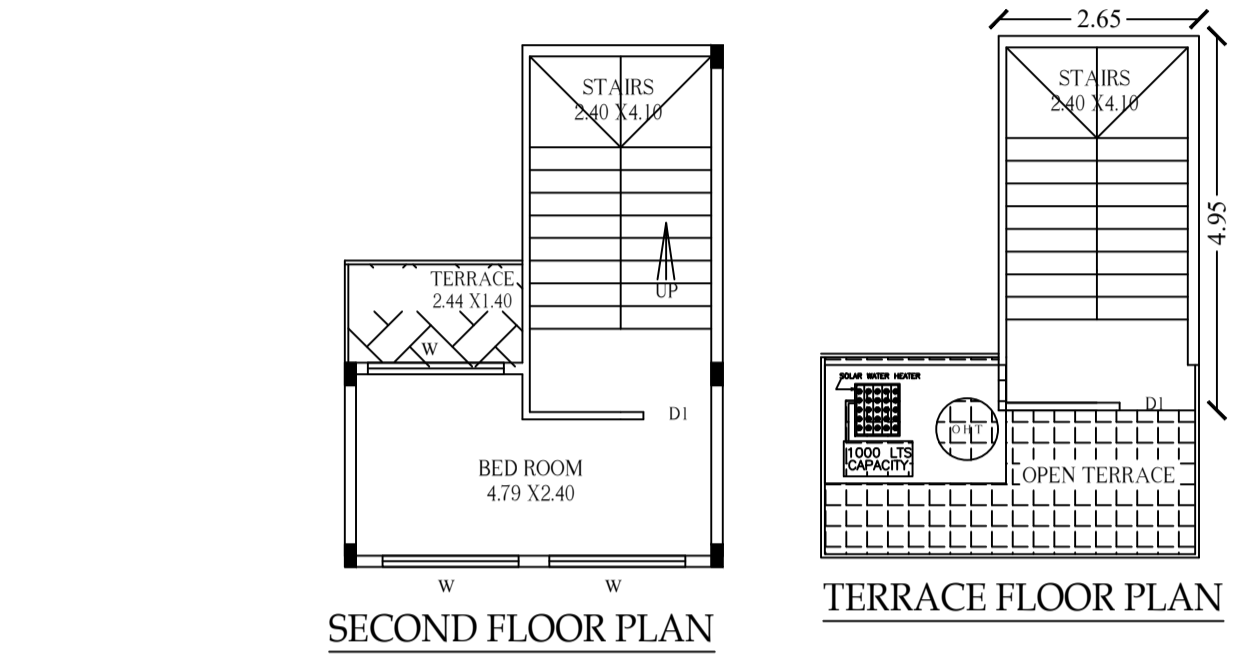 STAIRS
2.40 X4.10
UP
TERRACE
2.44 X1.40
W
D1
BED ROOM
4.79 X2.40
W
W
SECOND FLOOR PLAN
2.65
STAIRS
2.40 X4.10
4.95
SOLAR WATER HEATER
D1
OHT
1000 LTS
CAPACITY
OPEN TERRACE
TERRACE FLOOR PLAN